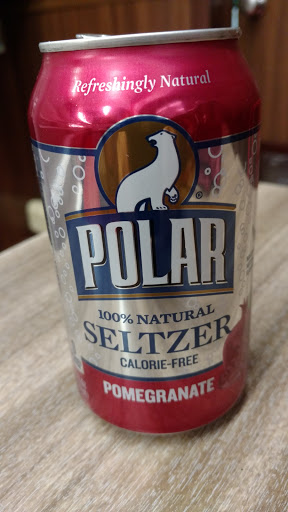 Refreshingly Natural
POLAR
100% NATURAL
SELTZER
CALORIE-FREE
POMEGRANATE